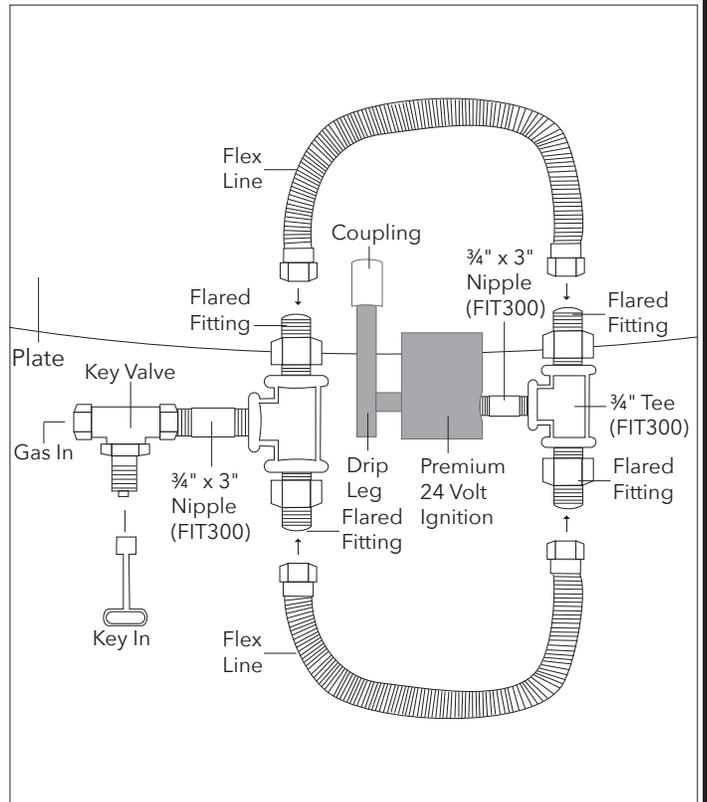 Flex
Line
Coupling
¾" x 3"
Nipple
(FIT300)
Flared
Fitting
Flared
Fitting
Plate
Key Valve
Gas In
¾" Tee
(FIT300)
¾" x 3"
Nipple
(FIT300)
Drip
Leg
Premium
24 Volt
Ignition
Flared
Fitting
Flared
Fitting
Key In
Flex
Line